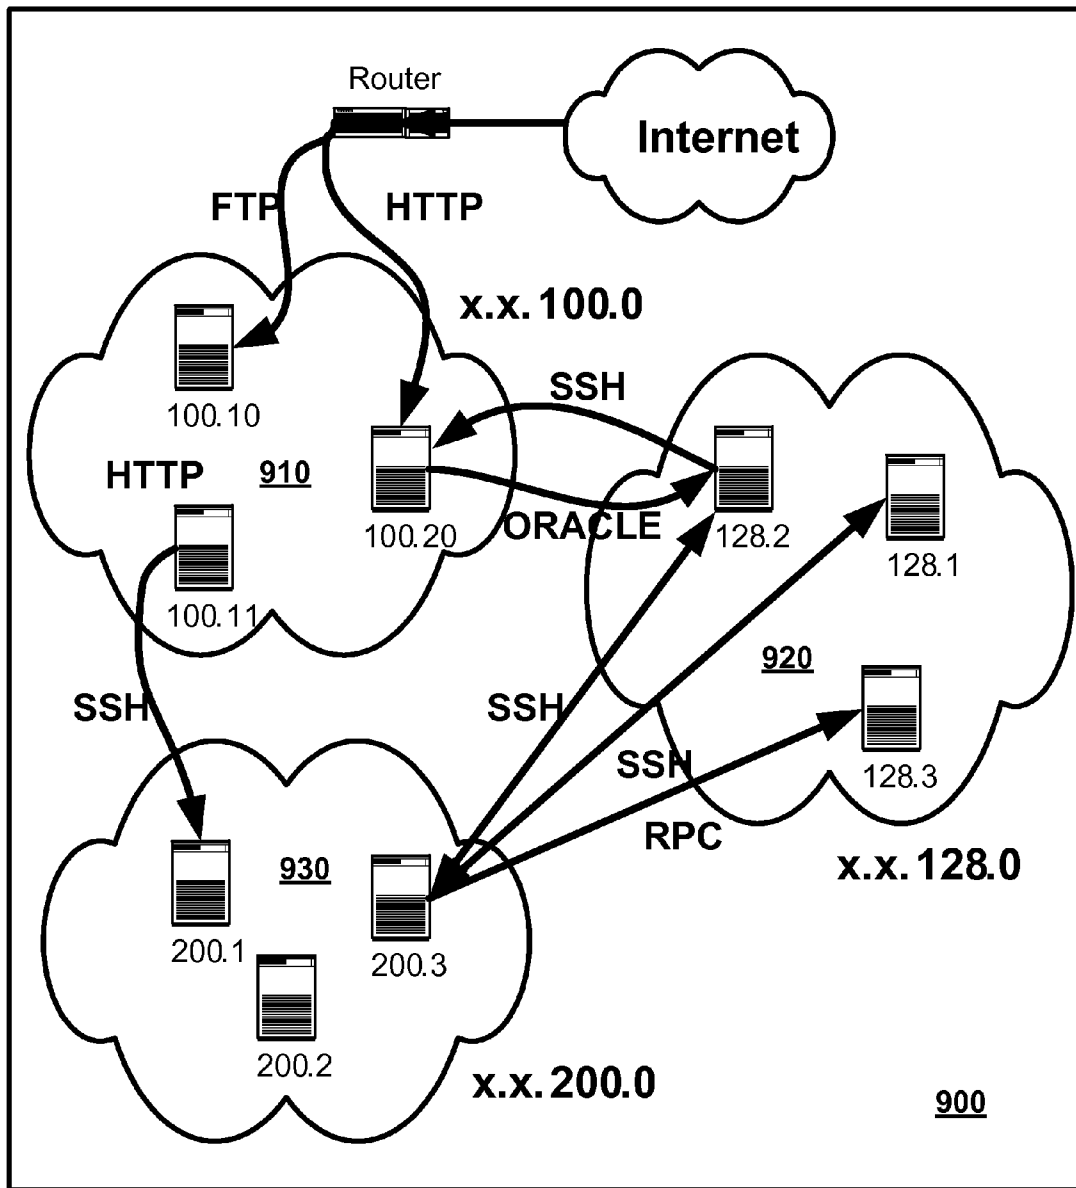 Router
Internet
FTP
HTTP
x.x.100.0
100.10
SSH
HTTP
910
100.20
ORACLE
128.2
128.1
100.11
920
SSH
SSH
SSH
128.3
RPC
x.x.128.0
930
200.1
200.3
200.2
x.x.200.0
900